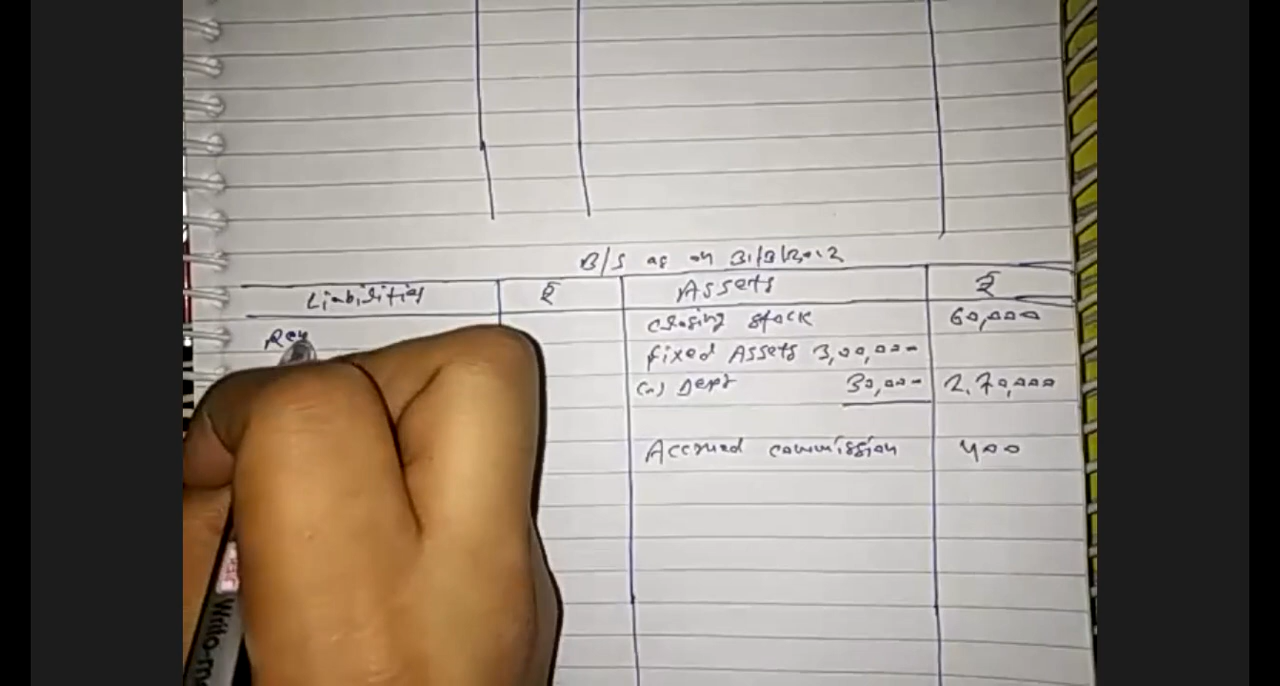 B/S as on 31/3/2012
Liabilities ₹ Assets ₹
Closing stock 60,000
fixed Assets 3,00,000
(-) Dept 30,000 2,70,000
Accrued commission 400